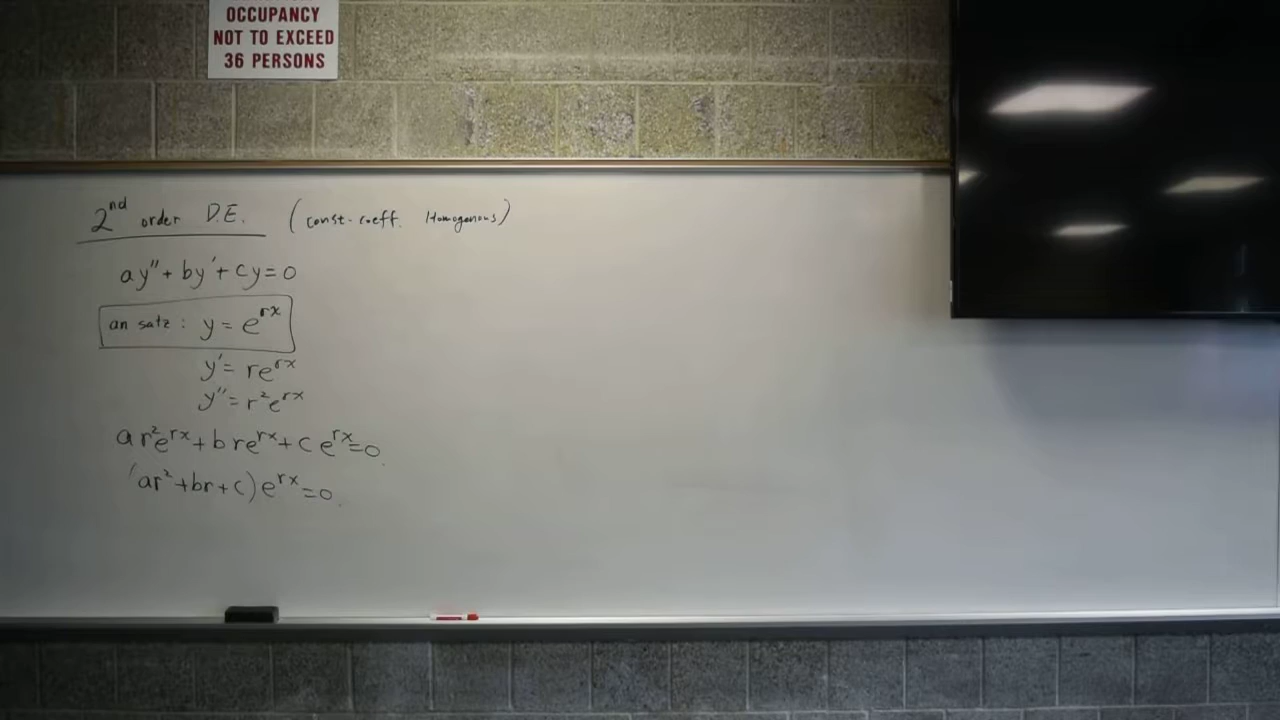 OCCUPANCY
NOT TO EXCEED
36 PERSONS
2nd order D.E. (const-coeff. Homogenous)
ay''+by'+cy=0
an satz: y=e^{rx}
y'=re^{rx}
y''=r²e^{rx}
ar²e^{rx}+bre^{rx}+ce^{rx}=0
(ar²+br+c)e^{rx}=0.